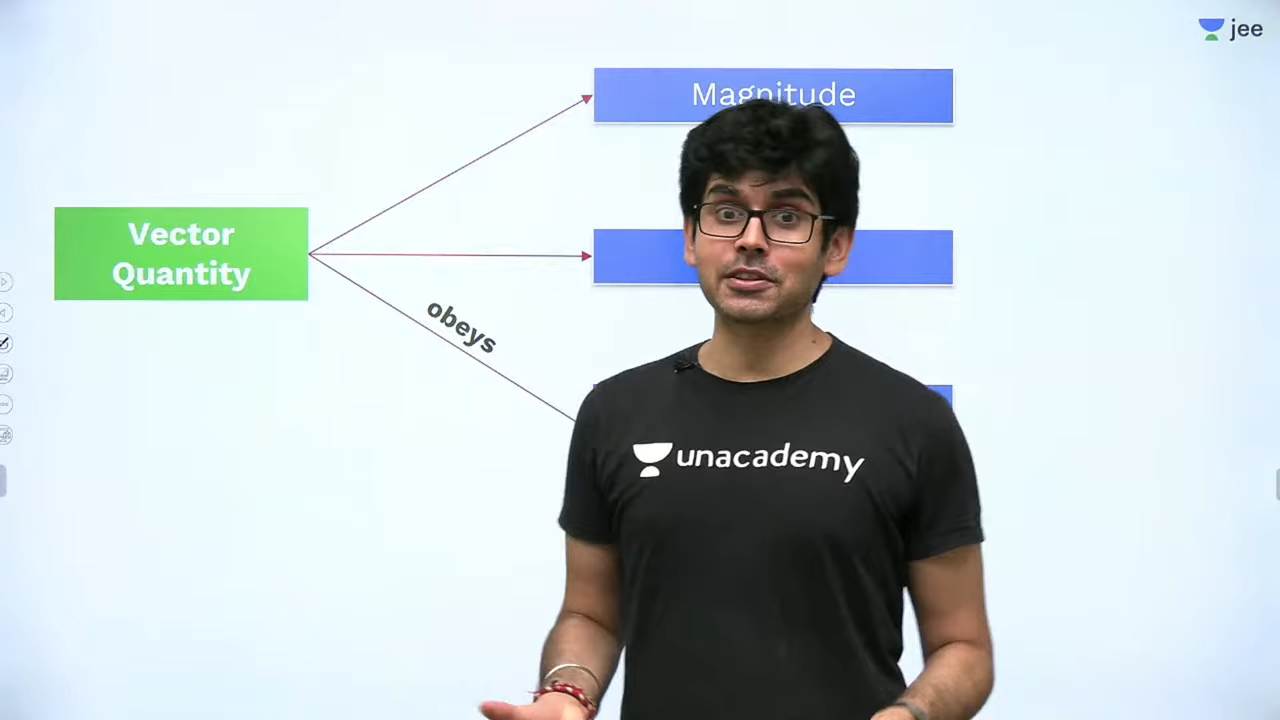 jee
Magnitude
Vector
Quantity
obeys
unacademy